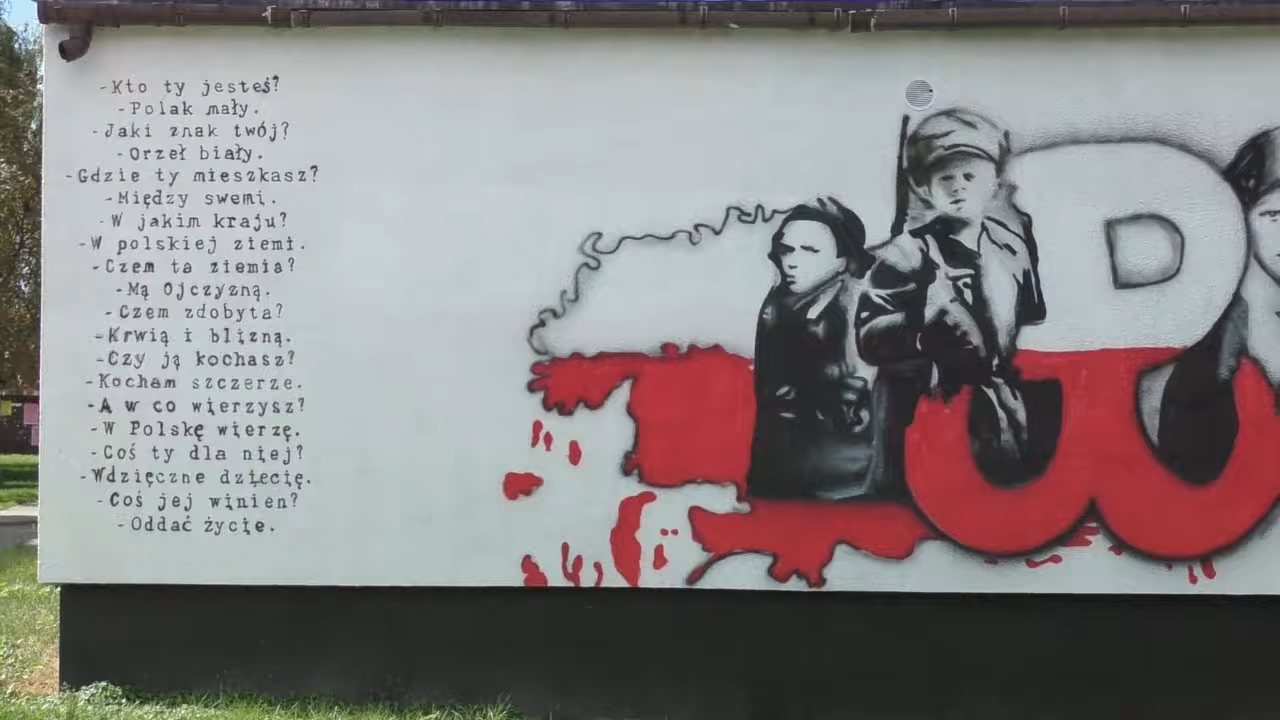 -Kto ty jesteś?
-Polak mały.
-Jaki znak twój?
-Orzeł biały.
-Gdzie ty mieszkasz?
-Między swemi.
-W jakim kraju?
-W polskiej ziemi.
-Czem ta ziemia?
-Mą Ojczyzną.
-Czem zdobyta?
-Krwią i blizną.
-Czy ją kochasz?
-Kocham szczerze.
-A w co wierzysz?
-W Polskę wierzę.
-Coś ty dla niej?
-Wdzięczne dziecię.
-Coś jej winien?
-Oddać życie.
P